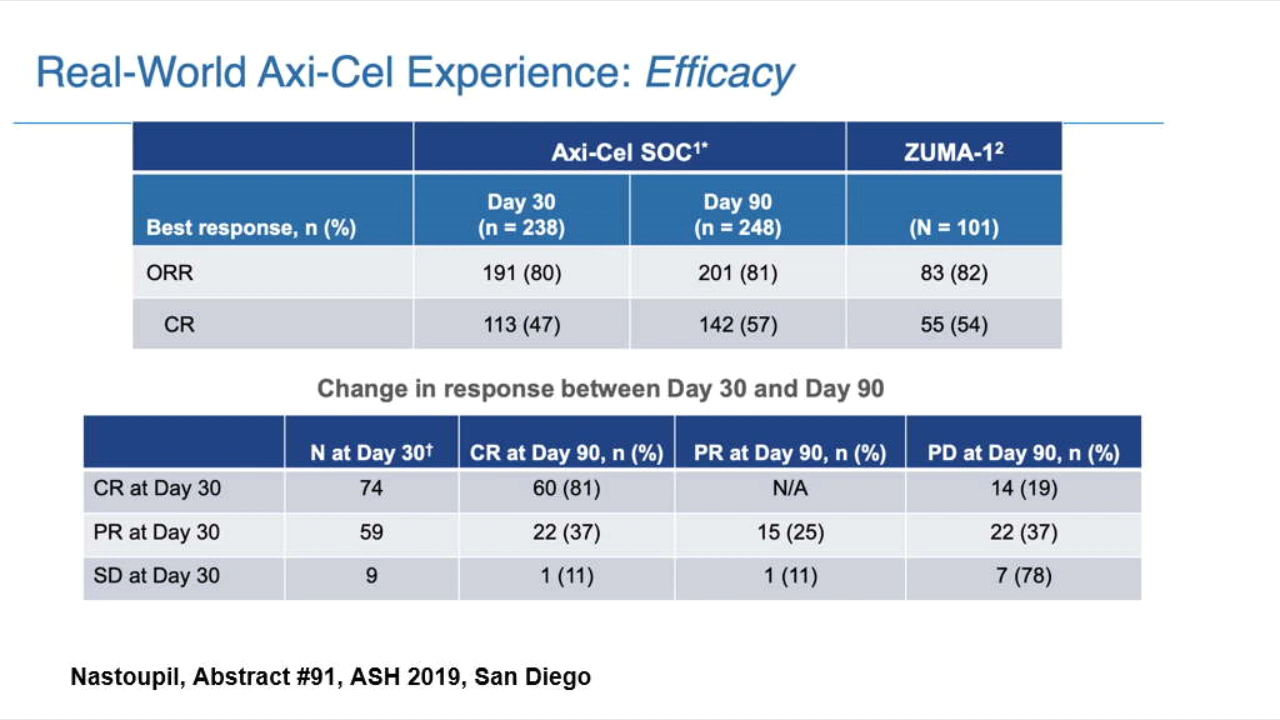 Real-World Axi-Cel Experience: Efficacy
Axi-Cel SOC¹* ZUMA-1²
Best response, n (%) Day 30 (n = 238) Day 90 (n = 248) (N = 101)
ORR 191 (80) 201 (81) 83 (82)
CR 113 (47) 142 (57) 55 (54)
Change in response between Day 30 and Day 90
N at Day 30† CR at Day 90, n (%) PR at Day 90, n (%) PD at Day 90, n (%)
CR at Day 30 74 60 (81) N/A 14 (19)
PR at Day 30 59 22 (37) 15 (25) 22 (37)
SD at Day 30 9 1 (11) 1 (11) 7 (78)
Nastoupil, Abstract #91, ASH 2019, San Diego